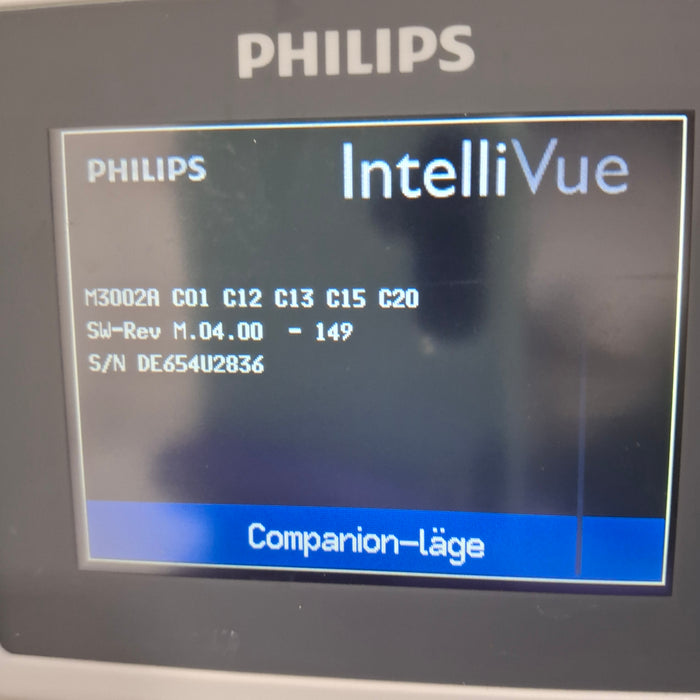 PHILIPS
PHILIPS IntelliVue
M3002A C01 C12 C13 C15 C20
SW-Rev M.04.00 - 149
S/N DE654U2836
Companion-läge